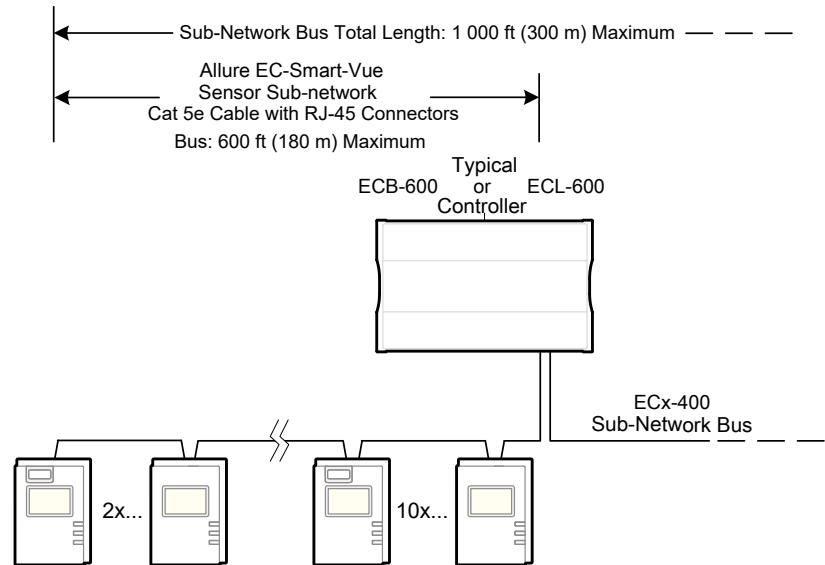 Sub-Network Bus Total Length: 1 000 ft (300 m) Maximum
Allure EC-Smart-Vue
Sensor Sub-network
Cat 5e Cable with RJ-45 Connectors
Bus: 600 ft (180 m) Maximum
Typical
ECB-600 or ECL-600
Controller
ECx-400
Sub-Network Bus
2x...
10x...